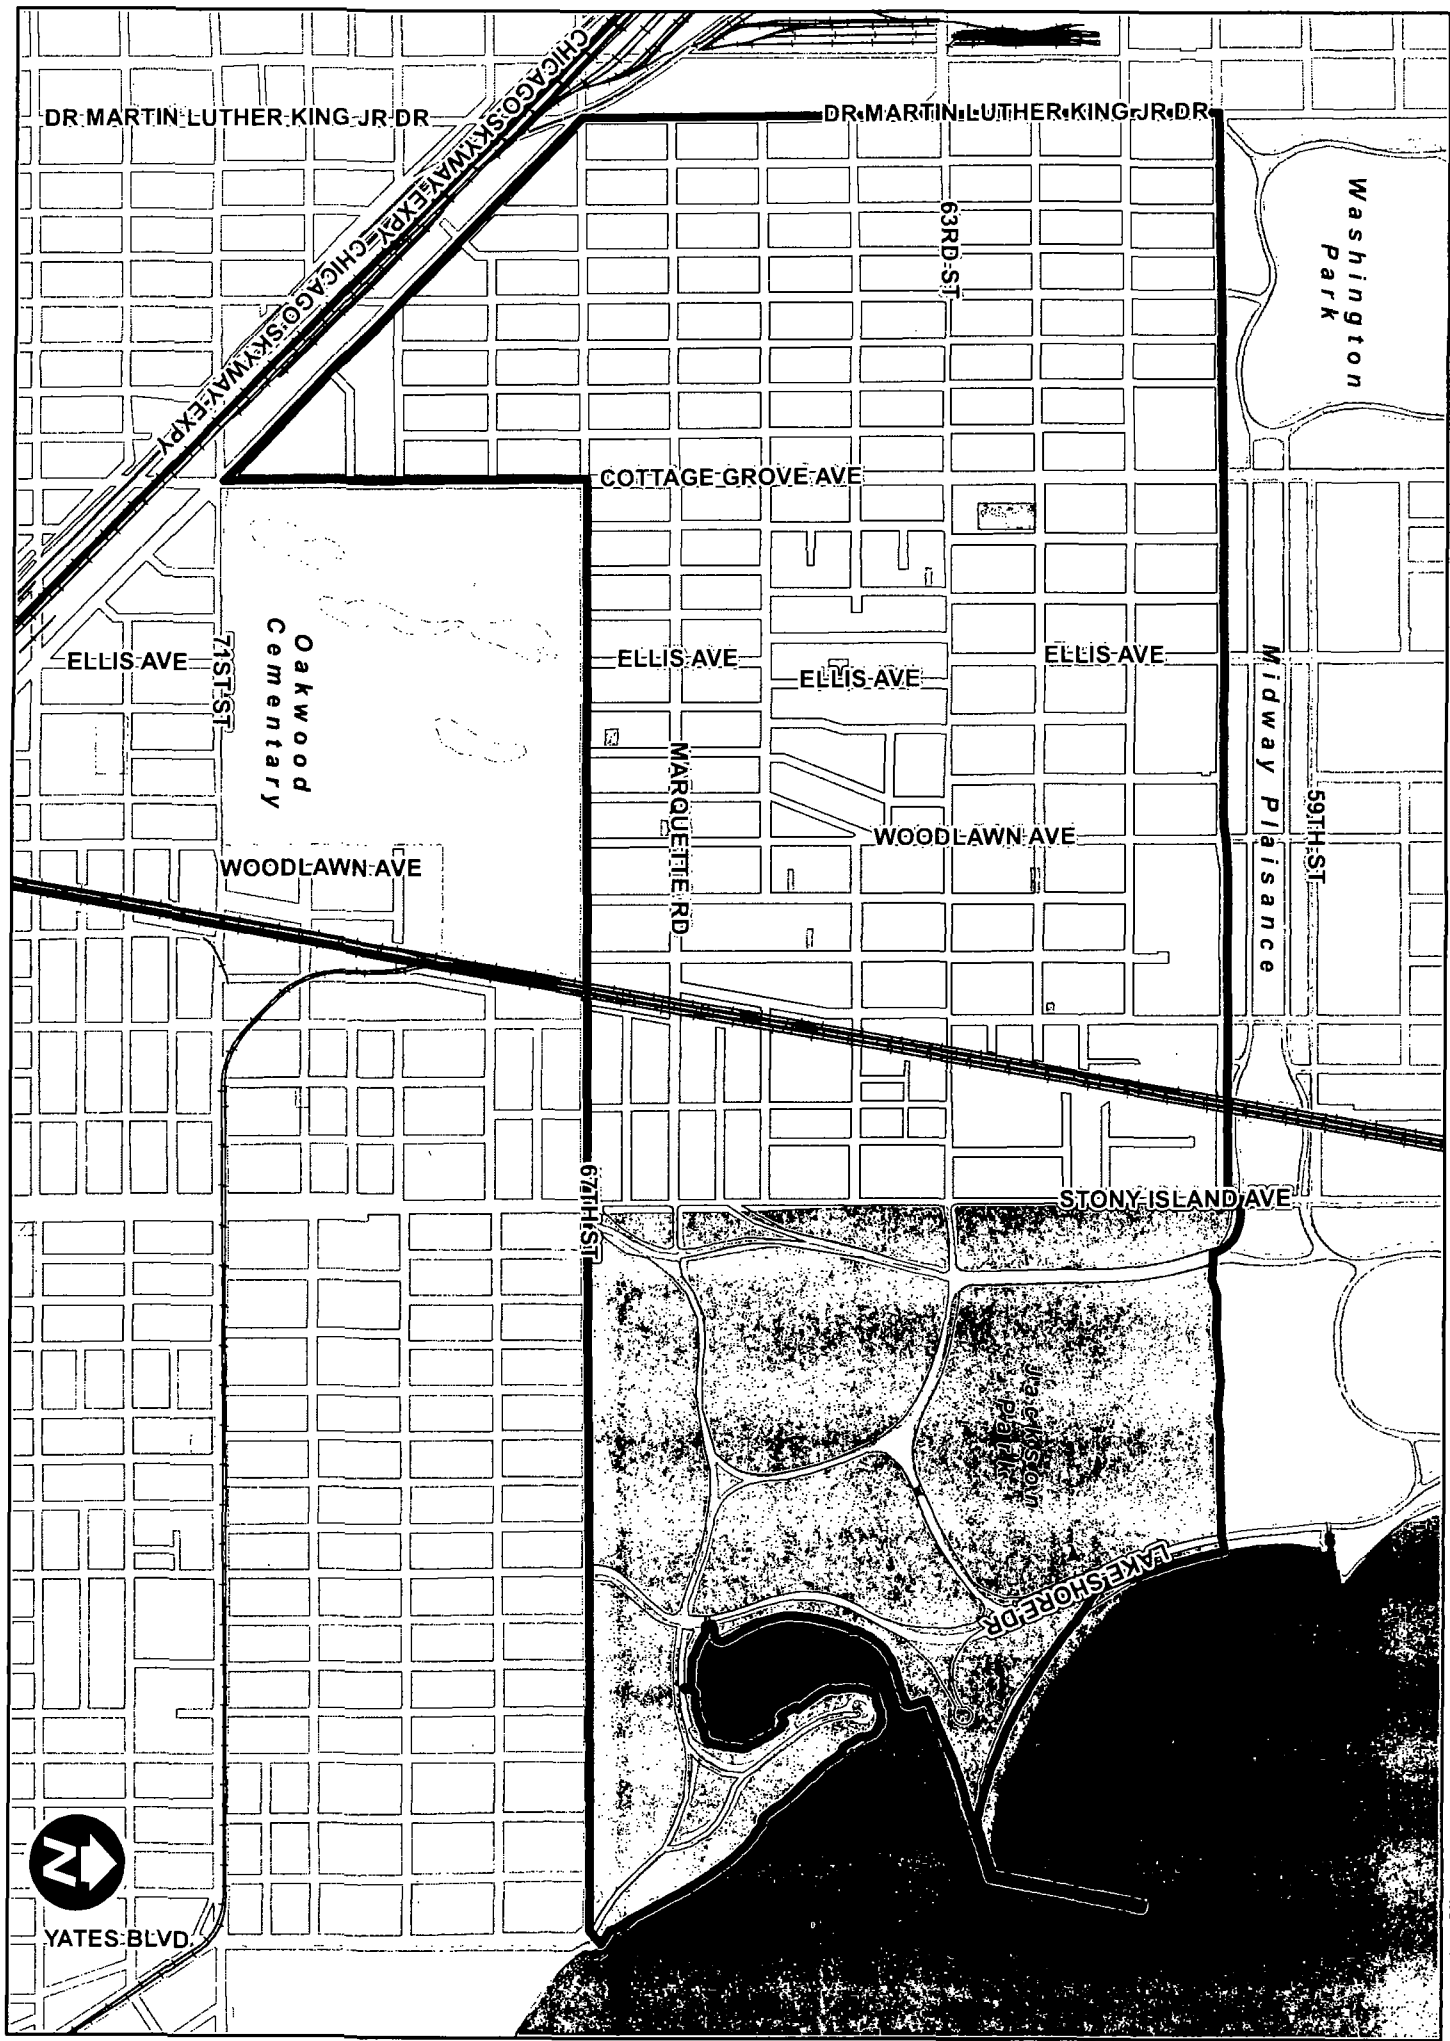 DR MARTIN LUTHER KING JR DR
CHICAGO SKYWAY EXPY
CHICAGO SKYWAY EXPY
DR MARTIN LUTHER KING JR DR
Washington
Park
63RD ST
COTTAGE GROVE AVE
ELLIS AVE
71ST ST
Oakwood
Cementary
ELLIS AVE
ELLIS AVE
ELLIS AVE
Midway Plaisance
59TH ST
MARQUETTE RD
WOODLAWN AVE
WOODLAWN AVE
67TH ST
STONY ISLAND AVE
Jackson
Park
LAKE SHORE DR
N
YATES BLVD